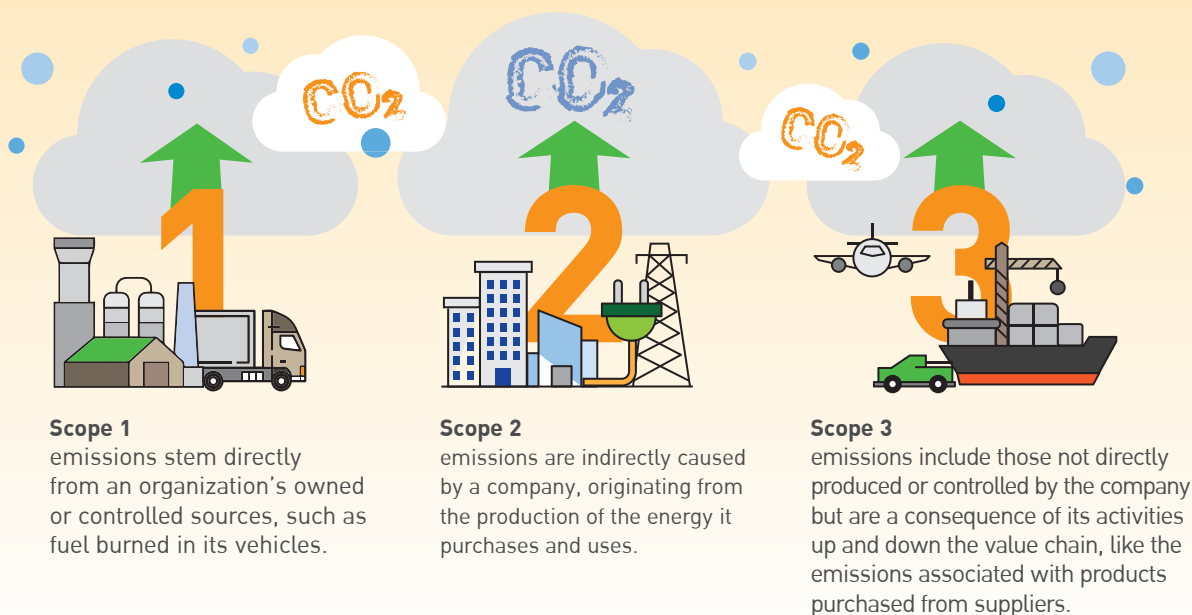 CO2
CO2
CO2
1
2
3
Scope 1
emissions stem directly
from an organization's owned
or controlled sources, such as
fuel burned in its vehicles.
Scope 2
emissions are indirectly caused
by a company, originating from
the production of the energy it
purchases and uses.
Scope 3
emissions include those not directly
produced or controlled by the company
but are a consequence of its activities
up and down the value chain, like the
emissions associated with products
purchased from suppliers.